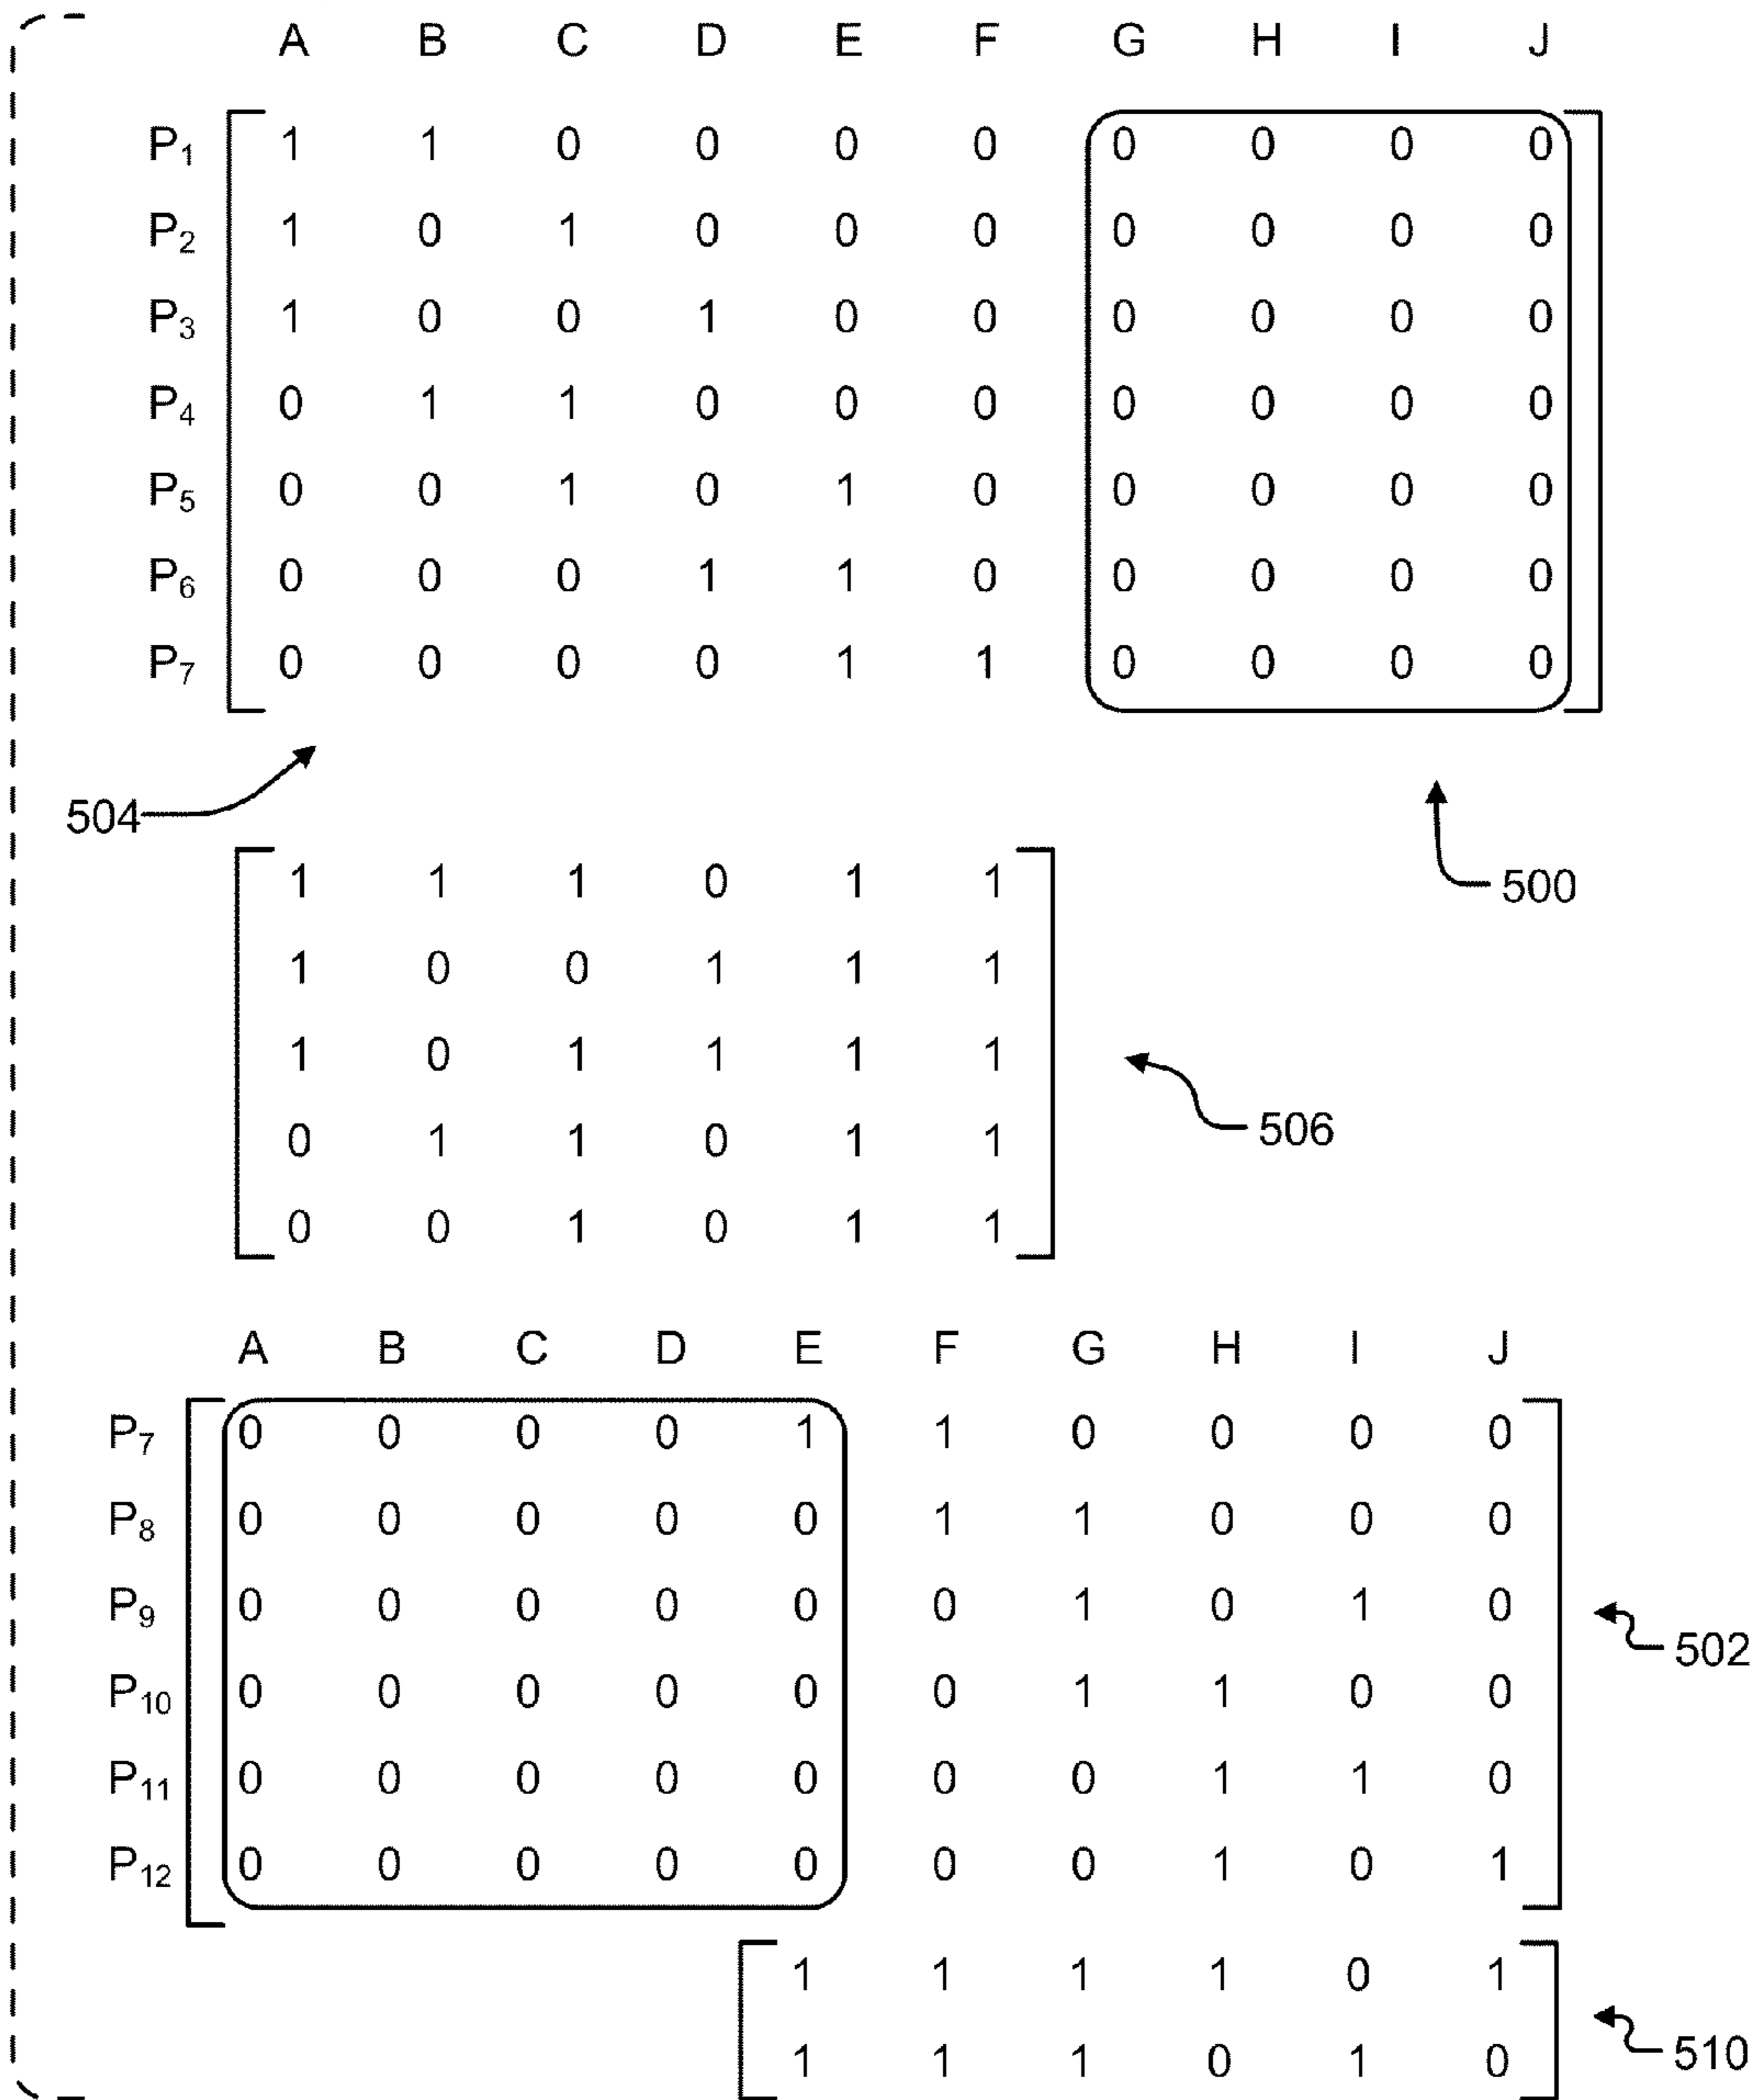 A B C D E F G H I J
P₁ 1 1 0 0 0 0 0 0 0 0
P₂ 1 0 1 0 0 0 0 0 0 0
P₃ 1 0 0 1 0 0 0 0 0 0
P₄ 0 1 1 0 0 0 0 0 0 0
P₅ 0 0 1 0 1 0 0 0 0 0
P₆ 0 0 0 1 1 0 0 0 0 0
P₇ 0 0 0 0 1 1 0 0 0 0
504
500
1 1 1 0 1 1
1 0 0 1 1 1
1 0 1 1 1 1
506
0 1 1 0 1 1
0 0 1 0 1 1
A B C D E F G H I J
P₇ 0 0 0 0 1 1 0 0 0 0
P₈ 0 0 0 0 0 1 1 0 0 0
P₉ 0 0 0 0 0 0 1 0 1 0
502
P₁₀ 0 0 0 0 0 0 1 1 0 0
P₁₁ 0 0 0 0 0 0 0 1 1 0
P₁₂ 0 0 0 0 0 0 0 1 0 1
1 1 1 1 0 1
1 1 1 0 1 0
510